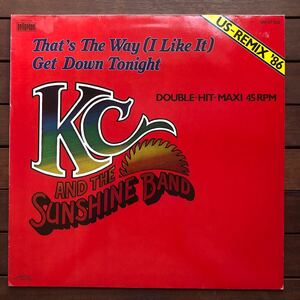 That's The Way (I Like It)
Get Down Tonight
US-REMIX '86
DOUBLE-HIT-MAXI 45 RPM
KC
AND THE
SUNSHINE BAND